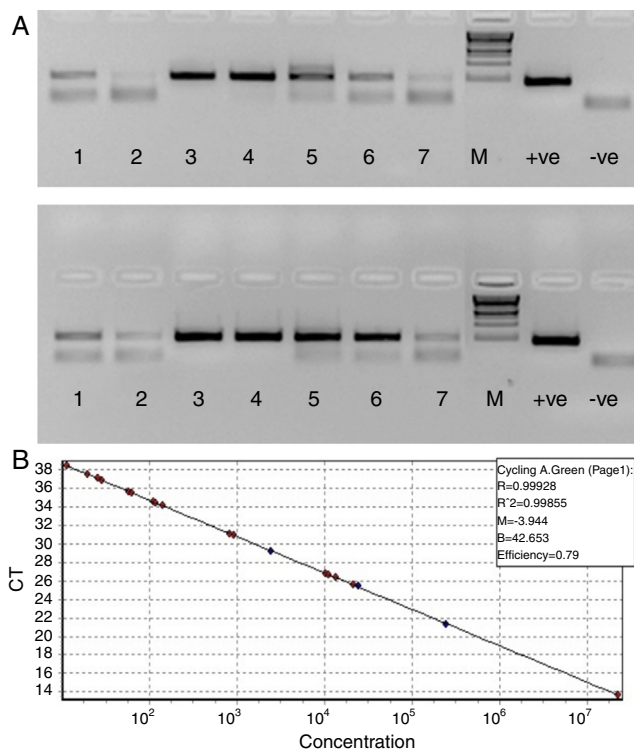 A
1 2 3 4 5 6 7 M +ve -ve
1 2 3 4 5 6 7 M +ve -ve
B
Cycling A.Green (Page1):
R=0.99928
R^2=0.99855
M=-3.944
B=42.653
Efficiency=0.79
CT
38
36
34
32
30
28
26
24
22
20
18
16
14
10² 10³ 10⁴ 10⁵ 10⁶ 10⁷
Concentration